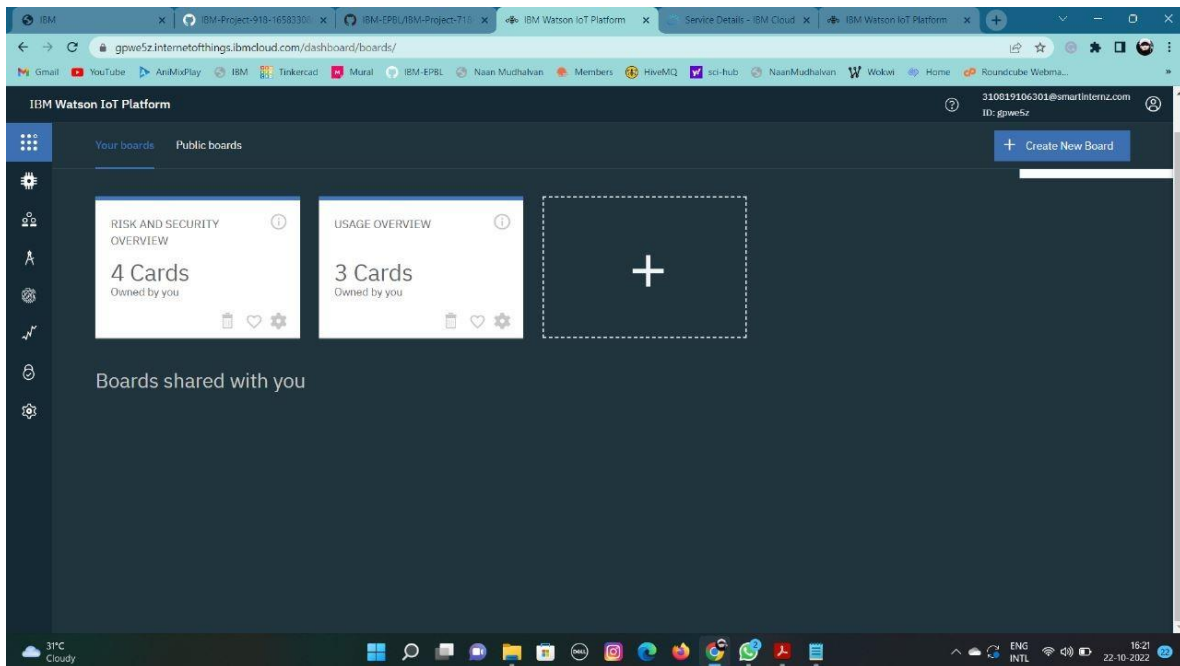 IBM
IBM-Project-918-16583308
IBM-EPBL/IBM-Project-718
IBM Watson IoT Platform
Service Details - IBM Cloud
IBM Watson IoT Platform
gpwe5z.internetofthings.ibmcloud.com/dashboard/boards/
Gmail YouTube AniMixPlay IBM Tinkercad Mural IBM-EPBL Naan Mudhalvan Members HiveMQ sci-hub NaanMudhalvan Wokwi Home Roundcube Webma...
IBM Watson IoT Platform
310819106301@smartinternz.com
ID: gpwe5z
Your boards Public boards
+ Create New Board
RISK AND SECURITY
OVERVIEW
4 Cards
Owned by you
USAGE OVERVIEW
3 Cards
Owned by you
Boards shared with you
31°C
Cloudy
ENG
INTL
16:21
22-10-2022
22